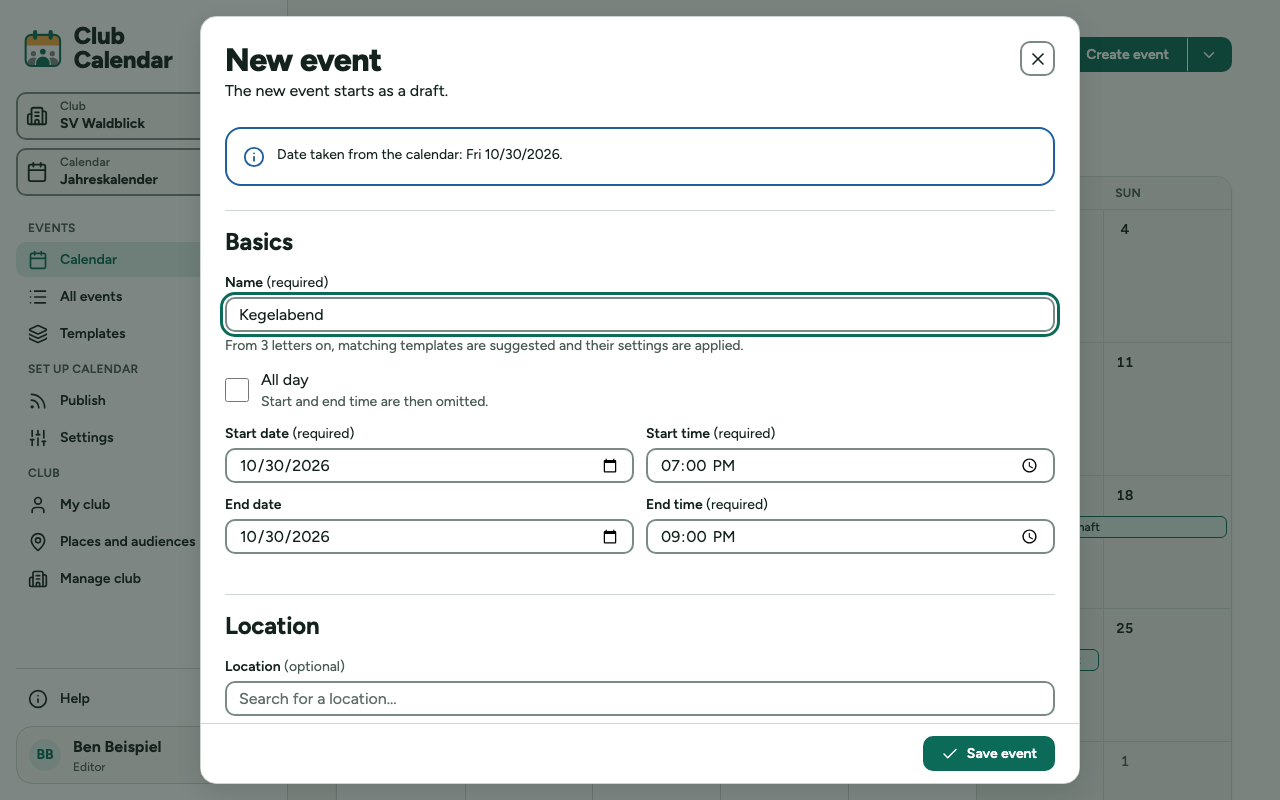 Club
Calendar
Club
SV Waldblick
Calendar
Jahreskalender
EVENTS
Calendar
All events
Templates
SET UP CALENDAR
Publish
Settings
CLUB
My club
Places and audiences
Manage club
Help
BB
Ben Beispiel
Editor
Create event
SUN
4
11
18
25
1
New event
The new event starts as a draft.
Date taken from the calendar: Fri 10/30/2026.
Basics
Name (required)
Kegelabend
From 3 letters on, matching templates are suggested and their settings are applied.
All day
Start and end time are then omitted.
Start date (required)
Start time (required)
10/30/2026
07:00 PM
End date
End time (required)
10/30/2026
09:00 PM
Location
Location (optional)
Search for a location...
Save event